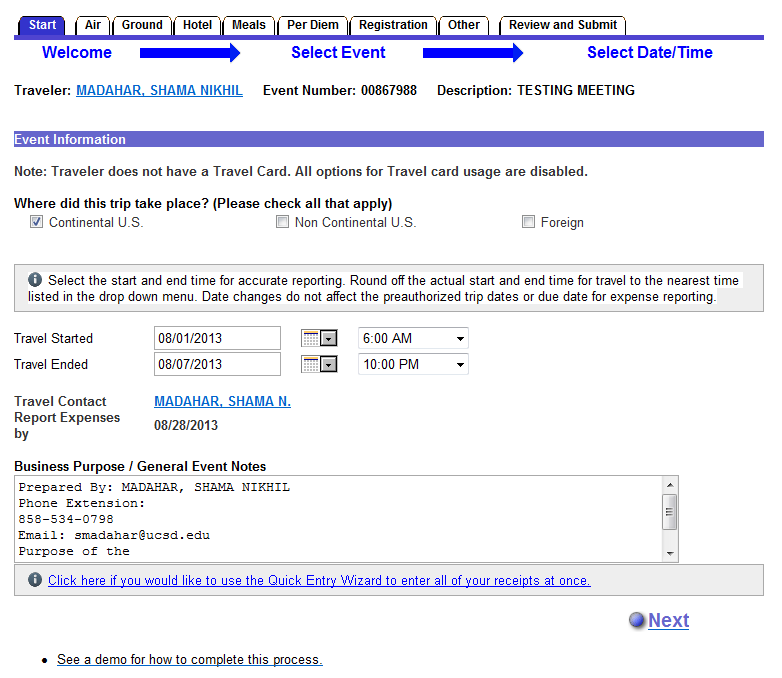 Start Air Ground Hotel Meals Per Diem Registration Other Review and Submit
Welcome Select Event Select Date/Time
Traveler: MADAHAR, SHAMA NIKHIL Event Number: 00867988 Description: TESTING MEETING
Event Information
Note: Traveler does not have a Travel Card. All options for Travel card usage are disabled.
Where did this trip take place? (Please check all that apply)
Continental U.S. Non Continental U.S. Foreign
Select the start and end time for accurate reporting. Round off the actual start and end time for travel to the nearest time
listed in the drop down menu. Date changes do not affect the preauthorized trip dates or due date for expense reporting.
Travel Started 08/01/2013 6:00 AM
Travel Ended 08/07/2013 10:00 PM
Travel Contact MADAHAR, SHAMA N.
Report Expenses
by 08/28/2013
Business Purpose / General Event Notes
Prepared By: MADAHAR, SHAMA NIKHIL
Phone Extension:
858-534-0798
Email: smadahar@ucsd.edu
Purpose of the
Click here if you would like to use the Quick Entry Wizard to enter all of your receipts at once.
Next
See a demo for how to complete this process.